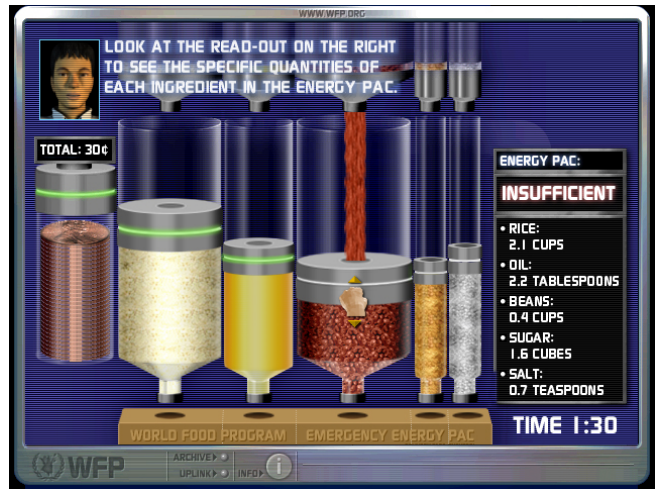 WWW.WFP.ORG
LOOK AT THE READ-OUT ON THE RIGHT
TO SEE THE SPECIFIC QUANTITIES OF
EACH INGREDIENT IN THE ENERGY PAC.
TOTAL: 30¢
ENERGY PAC:
INSUFFICIENT
• RICE:
2.1 CUPS
• OIL:
2.2 TABLESPOONS
• BEANS:
0.4 CUPS
• SUGAR:
1.6 CUBES
• SALT:
0.7 TEASPOONS
TIME 1:30
WORLD FOOD PROGRAM EMERGENCY ENERGY PAC
WFP
ARCHIVE
UPLINK INFO i